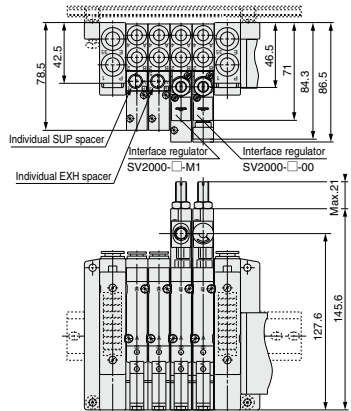 78.5
42.5
46.5
71
84.3
86.5
Individual SUP spacer
Individual EXH spacer
Interface regulator
SV2000-□-M1
Interface regulator
SV2000-□-00
Max.21
127.6
145.6